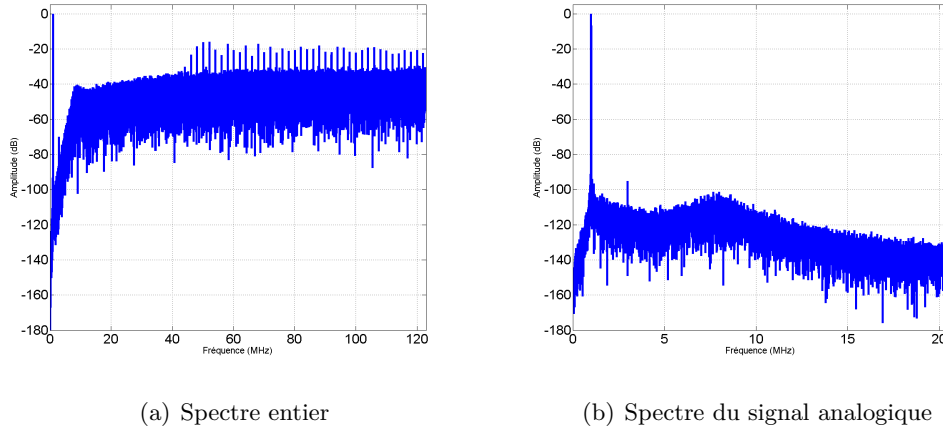 0
-20
-40
-60
-80
-100
-120
-140
-160
-180
Amplitude (dB)
0 20 40 60 80 100 120
Fréquence (MHz)
0
-20
-40
-60
-80
-100
-120
-140
-160
-180
Amplitude (dB)
0 5 10 15 20
Fréquence (MHz)
(a) Spectre entier
(b) Spectre du signal analogique